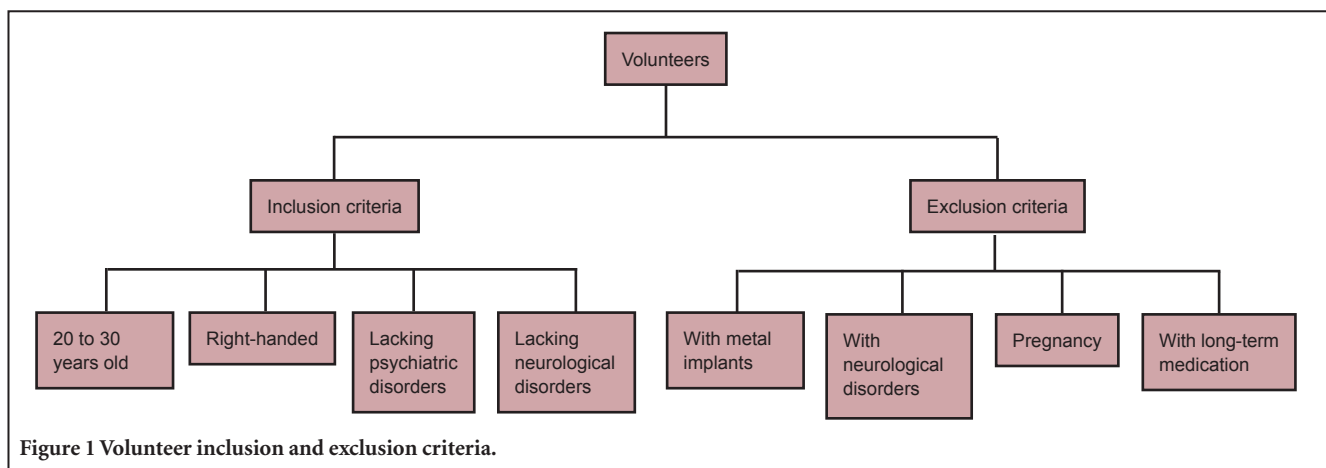 Volunteers
Inclusion criteria
Exclusion criteria
20 to 30
years old
Right-handed
Lacking
psychiatric
disorders
Lacking
neurological
disorders
With metal
implants
With
neurological
disorders
Pregnancy
With long-term
medication
Figure 1 Volunteer inclusion and exclusion criteria.